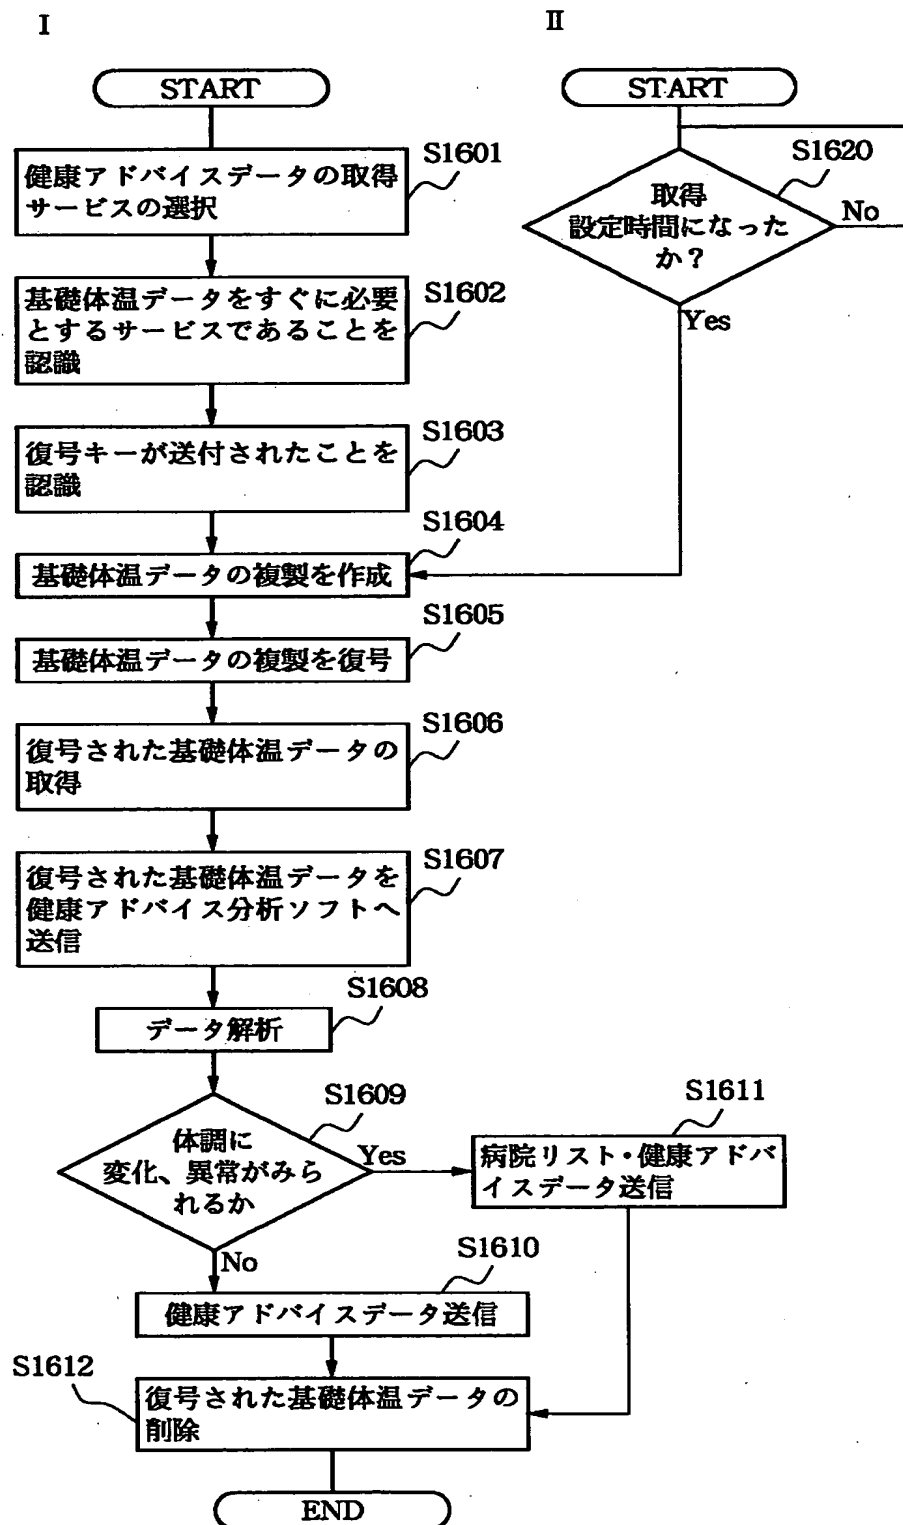 I
START
健康アドバイスデータの取得
サービスの選択
S1601
基礎体温データをすぐに必要
とするサービスであることを
認識
S1602
復号キーが送付されたことを
認識
S1603
基礎体温データの複製を作成
S1604
基礎体温データの複製を復号
S1605
復号された基礎体温データの
取得
S1606
復号された基礎体温データを
健康アドバイス分析ソフトへ
送信
S1607
データ解析
S1608
体調に
変化、異常がみら
れるか
S1609
Yes
No
病院リスト・健康アドバ
イスデータ送信
S1611
健康アドバイスデータ送信
S1610
復号された基礎体温データの
削除
S1612
END
II
START
取得
設定時間になった
か？
S1620
No
Yes